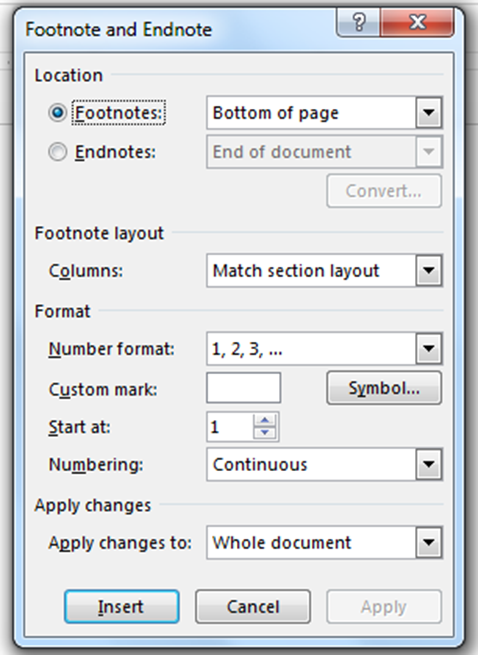 Footnote and Endnote
?
Location
Footnotes: Bottom of page
Endnotes: End of document
Convert...
Footnote layout
Columns: Match section layout
Format
Number format: 1, 2, 3, ...
Custom mark: Symbol...
Start at: 1
Numbering: Continuous
Apply changes
Apply changes to: Whole document
Insert Cancel Apply